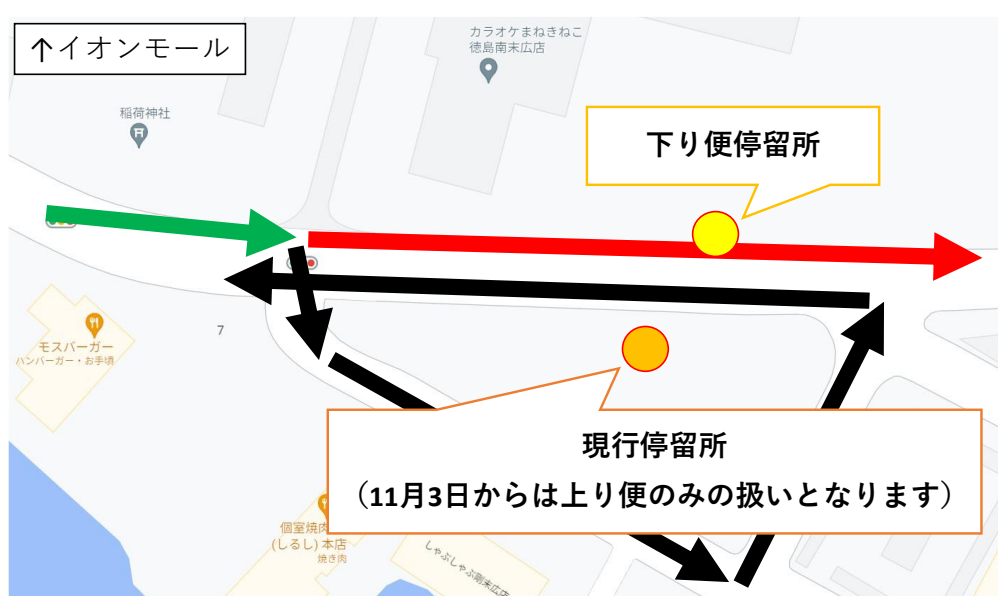 ↑イオンモール
カラオケまねきねこ
徳島南末広店
稲荷神社
下り便停留所
7
モスバーガー
ハンバーガー・お手頃
現行停留所
（11月3日からは上り便のみの扱いとなります）
個室焼肉
(しるし) 本店
焼き肉
しゃぶしゃぶ剛末広店